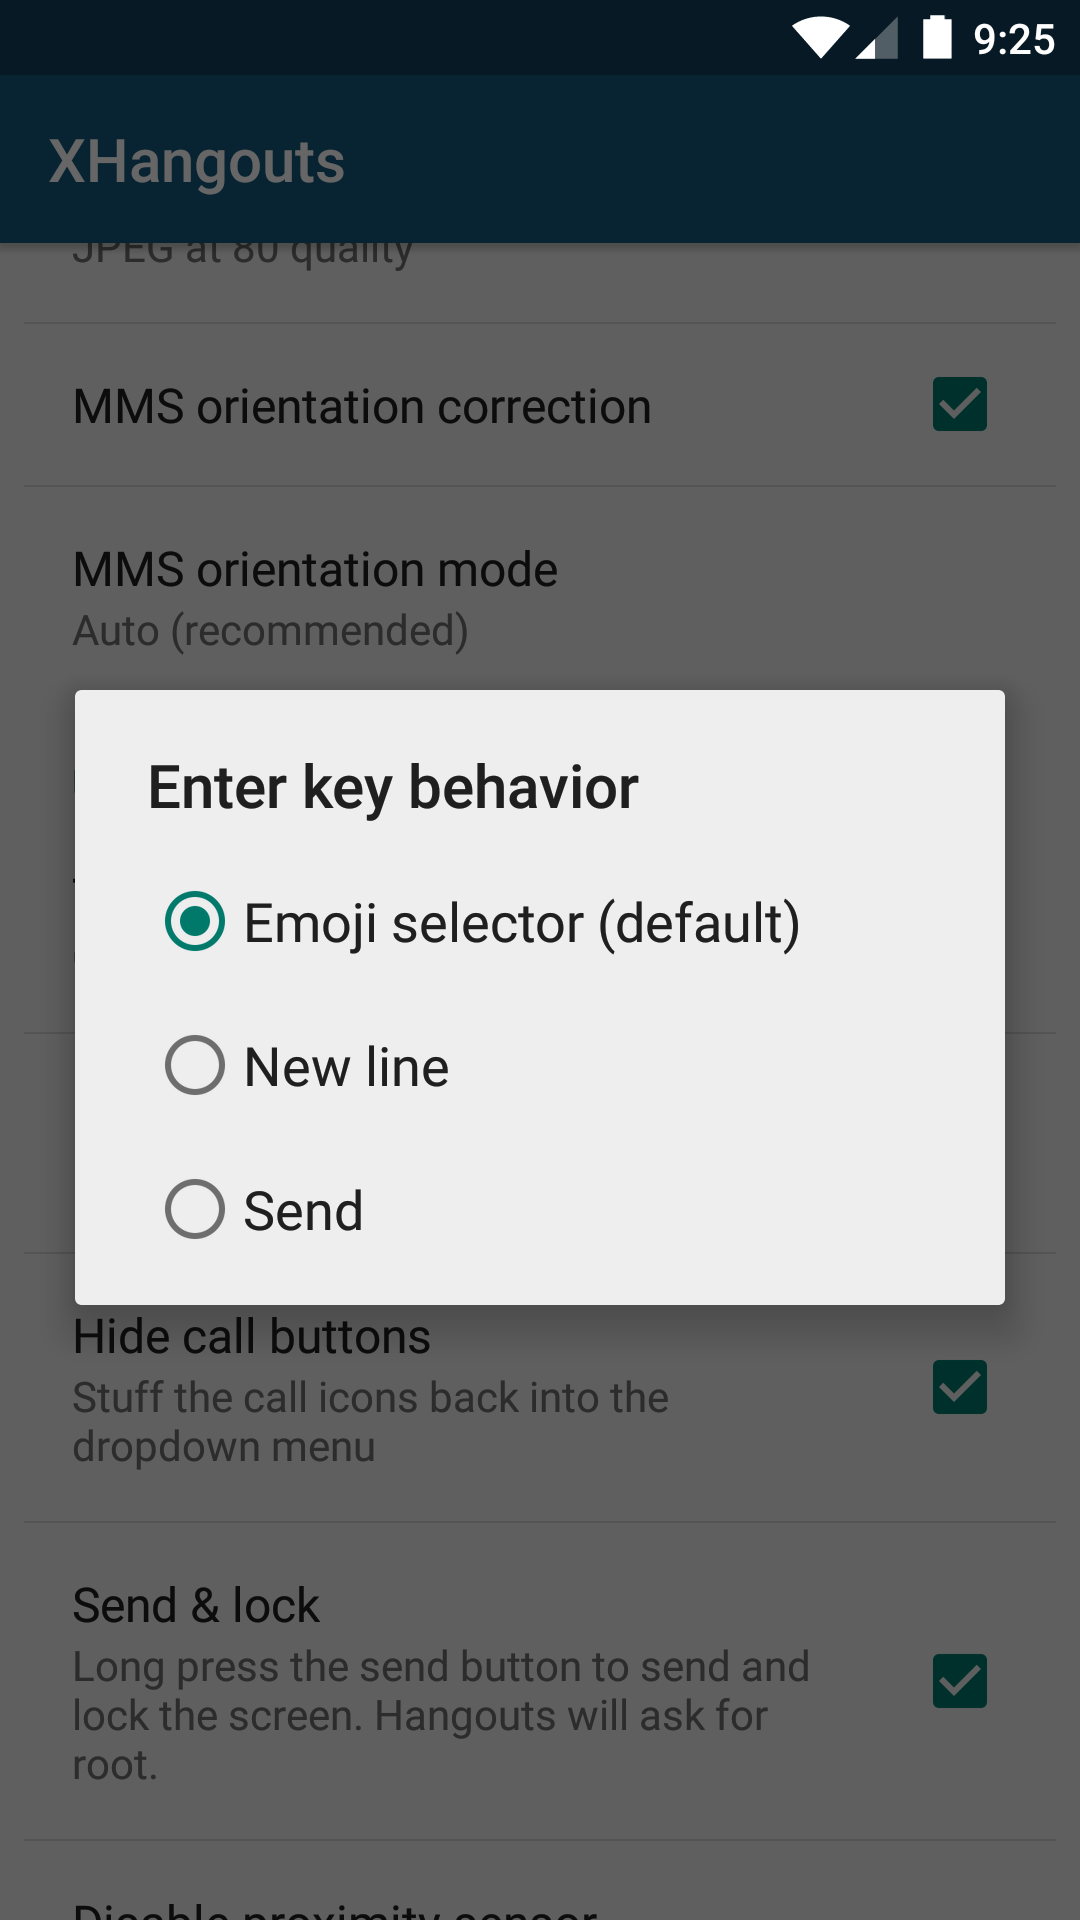 9:25
XHangouts
JPEG at 80 quality
MMS orientation correction
MMS orientation mode
Auto (recommended)
Enter key behavior
Emoji selector (default)
New line
Send
Hide call buttons
Stuff the call icons back into the
dropdown menu
Send & lock
Long press the send button to send and
lock the screen. Hangouts will ask for
root.
Disable proximity sensor